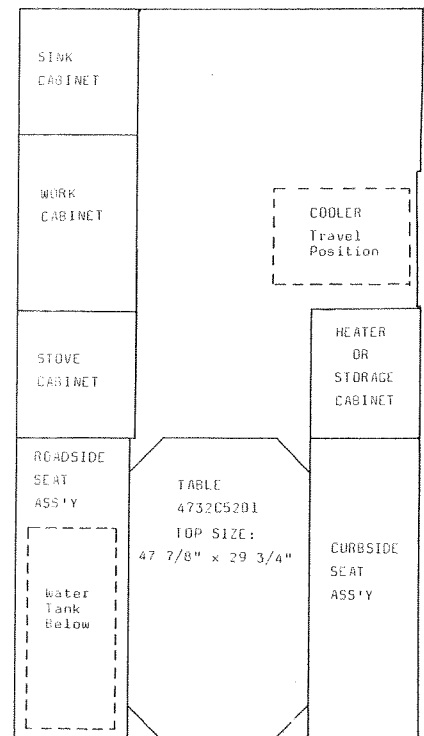 SINK
CABINET
WORK
CABINET
COOLER
Travel
Position
STOVE
CABINET
HEATER
OR
STORAGE
CABINET
ROADSIDE
SEAT
ASS'Y
TABLE
4732C5201
TOP SIZE:
47 7/8" x 29 3/4"
Water
Tank
Below
CURBSIDE
SEAT
ASS'Y